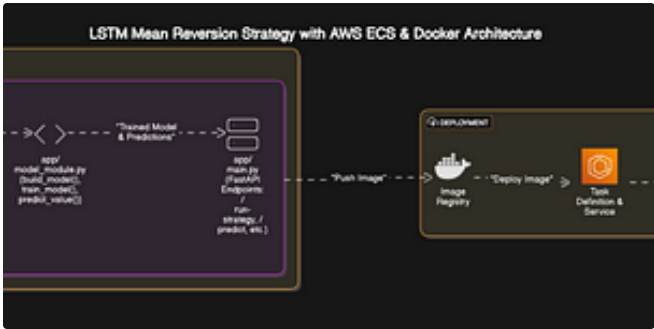 LSTM Mean Reversion Strategy with AWS ECS & Docker Architecture
"Trained Model
& Predictions"
app/
model_module.py
(build_model(),
train_model(),
predict_value())
app/
main.py
(FastAPI
Endpoints:
/
run-
strategy, /
predict, etc.)
"Push Image"
DEPLOYMENT
Image
Registry
"Deploy Image"
Task
Definition &
Service